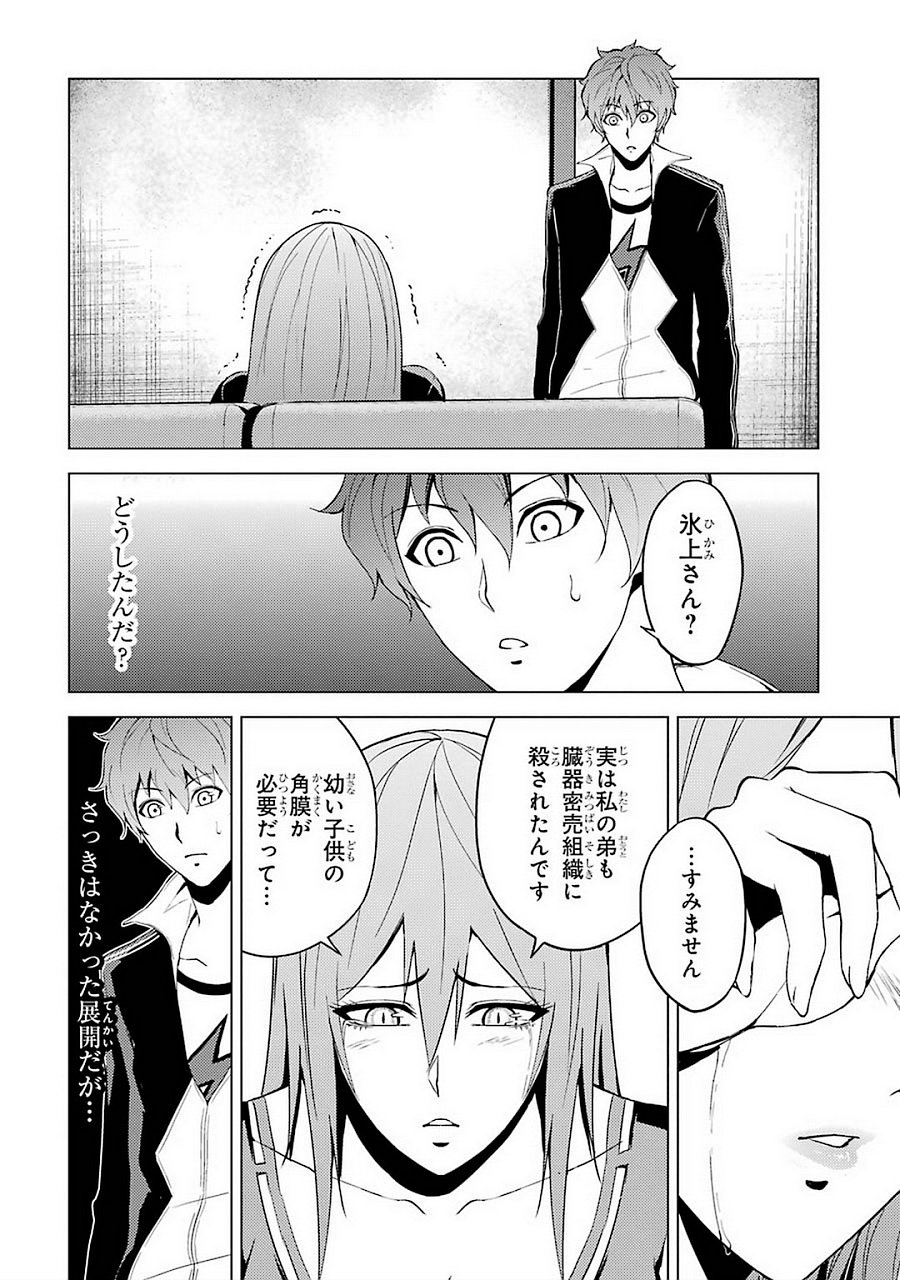 氷上さん？
どうしたんだ？
…すみません
実は私の弟も
臓器密売組織に
殺されたんです
幼い子供の
角膜が
必要だって…
さっきはなかった展開だが…